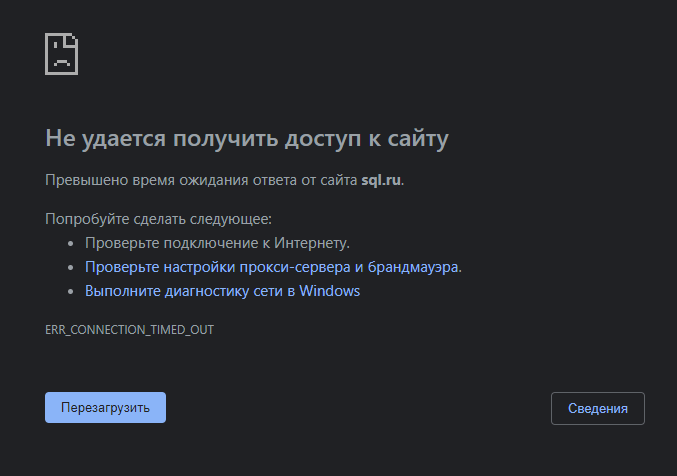 Не удается получить доступ к сайту
Превышено время ожидания ответа от сайта sql.ru.
Попробуйте сделать следующее:
• Проверьте подключение к Интернету.
• Проверьте настройки прокси-сервера и брандмауэра.
• Выполните диагностику сети в Windows
ERR_CONNECTION_TIMED_OUT
Перезагрузить
Сведения